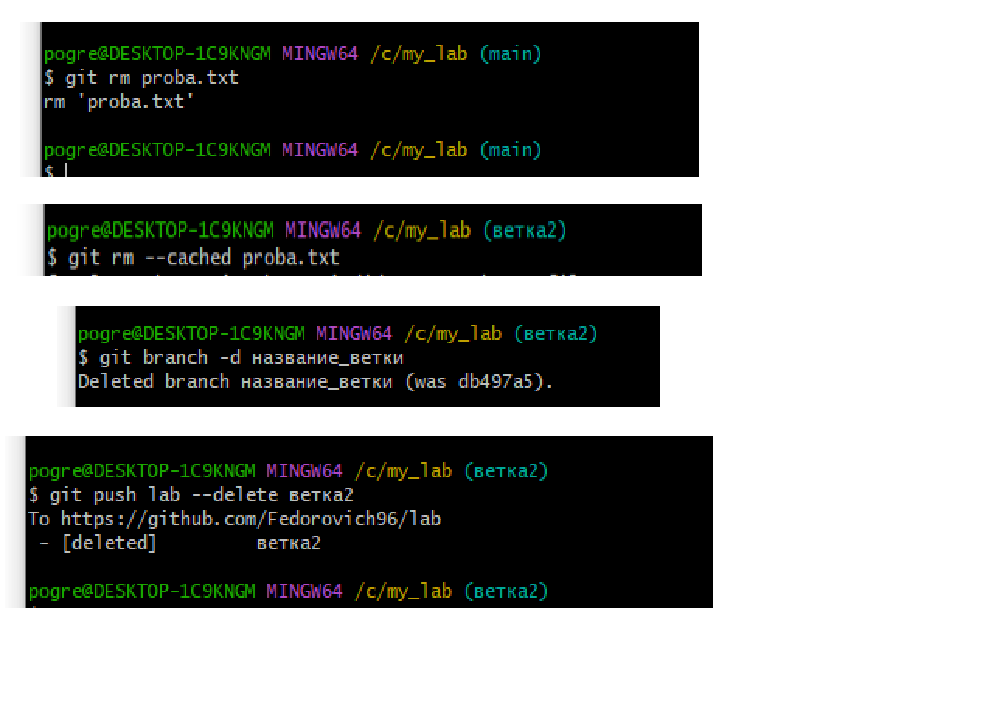 pogre@DESKTOP-1C9KNGM MINGW64 /c/my_lab (main)
$ git rm proba.txt
rm 'proba.txt'
pogre@DESKTOP-1C9KNGM MINGW64 /c/my_lab (main)
$
pogre@DESKTOP-1C9KNGM MINGW64 /c/my_lab (ветка2)
$ git rm --cached proba.txt
pogre@DESKTOP-1C9KNGM MINGW64 /c/my_lab (ветка2)
$ git branch -d название_ветки
Deleted branch название_ветки (was db497a5).
pogre@DESKTOP-1C9KNGM MINGW64 /c/my_lab (ветка2)
$ git push lab --delete ветка2
To https://github.com/Fedorovich96/lab
- [deleted] ветка2
pogre@DESKTOP-1C9KNGM MINGW64 /c/my_lab (ветка2)